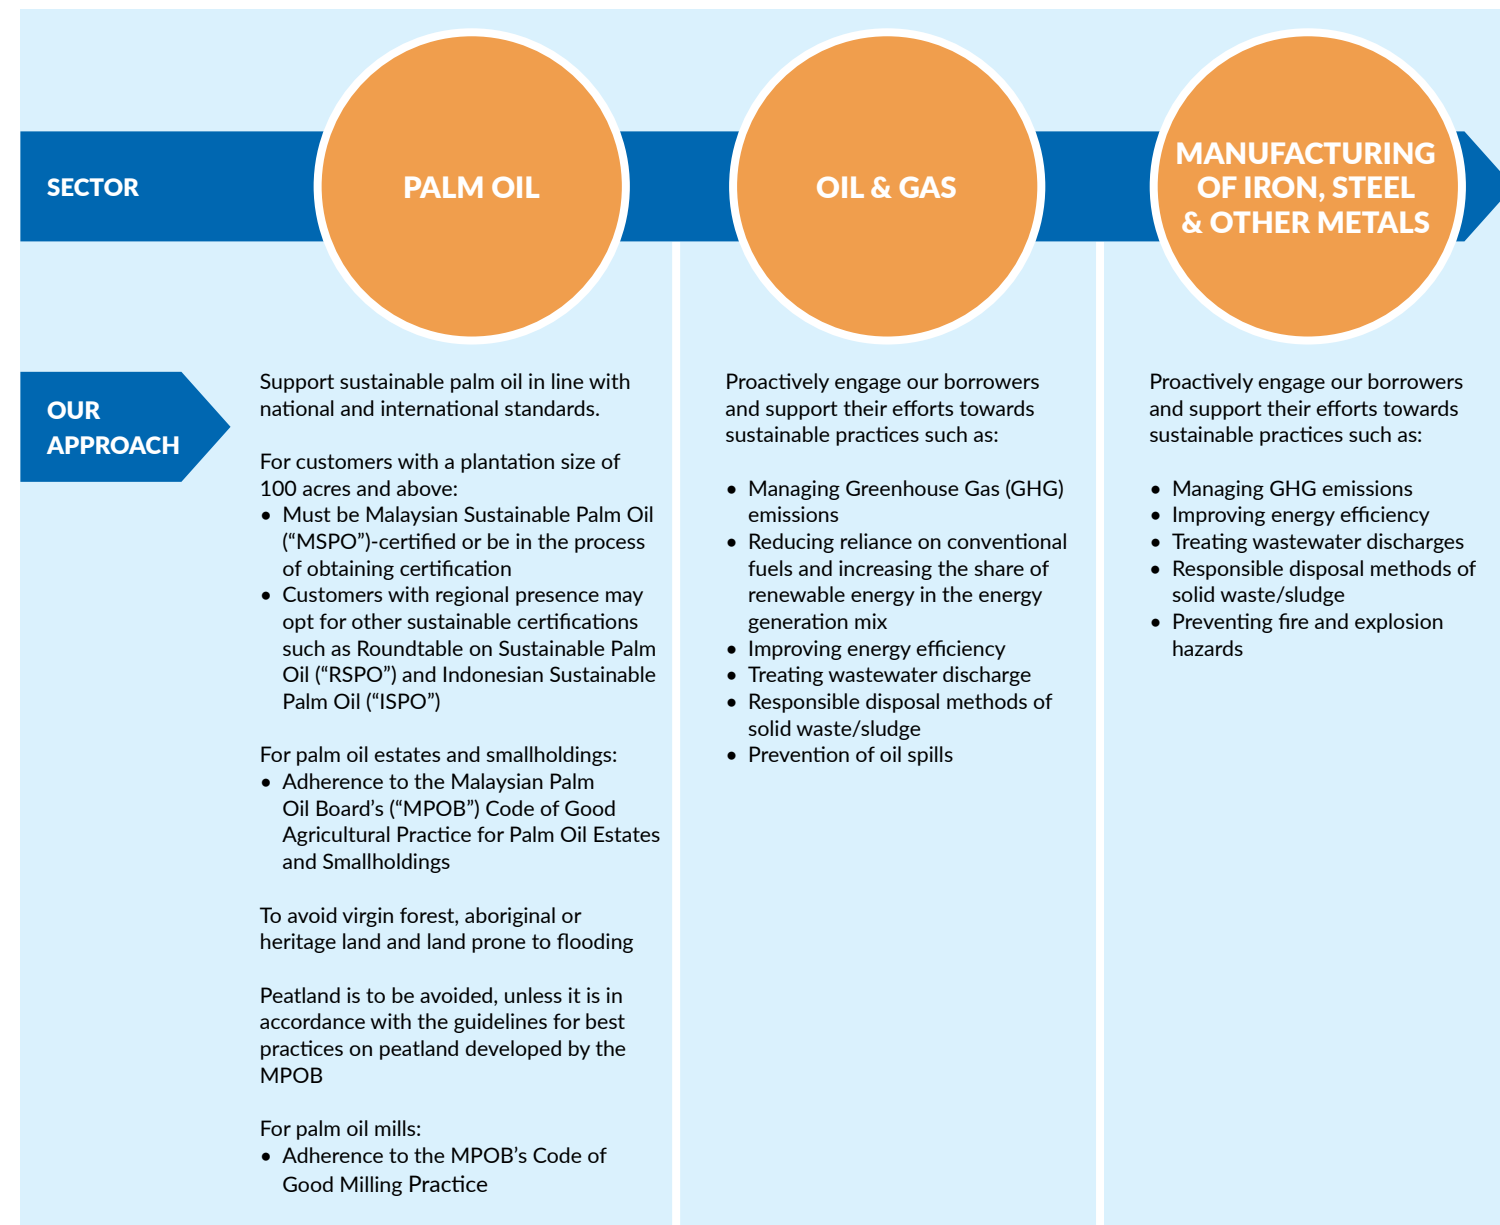 SECTOR
PALM OIL
OIL & GAS
MANUFACTURING
OF IRON, STEEL
& OTHER METALS
OUR
APPROACH
Support sustainable palm oil in line with
national and international standards.
For customers with a plantation size of
100 acres and above:
• Must be Malaysian Sustainable Palm Oil
(“MSPO”)-certified or be in the process
of obtaining certification
• Customers with regional presence may
opt for other sustainable certifications
such as Roundtable on Sustainable Palm
Oil (“RSPO”) and Indonesian Sustainable
Palm Oil (“ISPO”)
For palm oil estates and smallholdings:
• Adherence to the Malaysian Palm
Oil Board’s (“MPOB”) Code of Good
Agricultural Practice for Palm Oil Estates
and Smallholdings
To avoid virgin forest, aboriginal or
heritage land and land prone to flooding
Peatland is to be avoided, unless it is in
accordance with the guidelines for best
practices on peatland developed by the
MPOB
For palm oil mills:
• Adherence to the MPOB’s Code of
Good Milling Practice
Proactively engage our borrowers
and support their efforts towards
sustainable practices such as:
• Managing Greenhouse Gas (GHG)
emissions
• Reducing reliance on conventional
fuels and increasing the share of
renewable energy in the energy
generation mix
• Improving energy efficiency
• Treating wastewater discharge
• Responsible disposal methods of
solid waste/sludge
• Prevention of oil spills
Proactively engage our borrowers
and support their efforts towards
sustainable practices such as:
• Managing GHG emissions
• Improving energy efficiency
• Treating wastewater discharges
• Responsible disposal methods of
solid waste/sludge
• Preventing fire and explosion
hazards